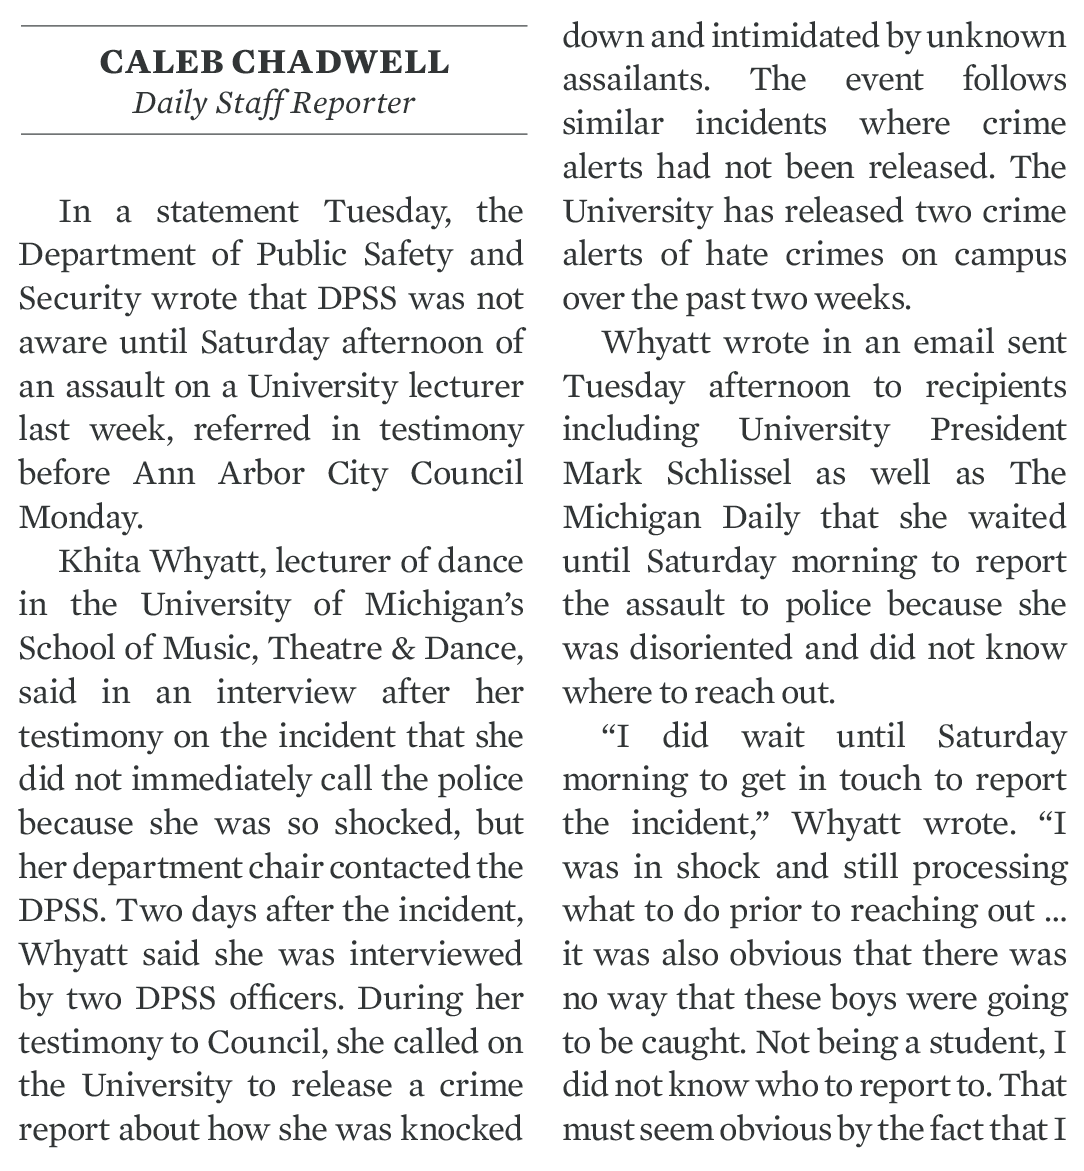 CALEB CHADWELL
Daily Staff Reporter
In a statement Tuesday, the
Department of Public Safety and
Security wrote that DPSS was not
aware until Saturday afternoon of
an assault on a University lecturer
last week, referred in testimony
before Ann Arbor City Council
Monday.
Khita Whyatt, lecturer of dance
in the University of Michigan’s
School of Music, Theatre & Dance,
said in an interview after her
testimony on the incident that she
did not immediately call the police
because she was so shocked, but
her department chair contacted the
DPSS. Two days after the incident,
Whyatt said she was interviewed
by two DPSS officers. During her
testimony to Council, she called on
the University to release a crime
report about how she was knocked
down and intimidated by unknown
assailants. The event follows
similar incidents where crime
alerts had not been released. The
University has released two crime
alerts of hate crimes on campus
over the past two weeks.
Whyatt wrote in an email sent
Tuesday afternoon to recipients
including University President
Mark Schlissel as well as The
Michigan Daily that she waited
until Saturday morning to report
the assault to police because she
was disoriented and did not know
where to reach out.
“I did wait until Saturday
morning to get in touch to report
the incident,” Whyatt wrote. “I
was in shock and still processing
what to do prior to reaching out ...
it was also obvious that there was
no way that these boys were going
to be caught. Not being a student, I
did not know who to report to. That
must seem obvious by the fact that I